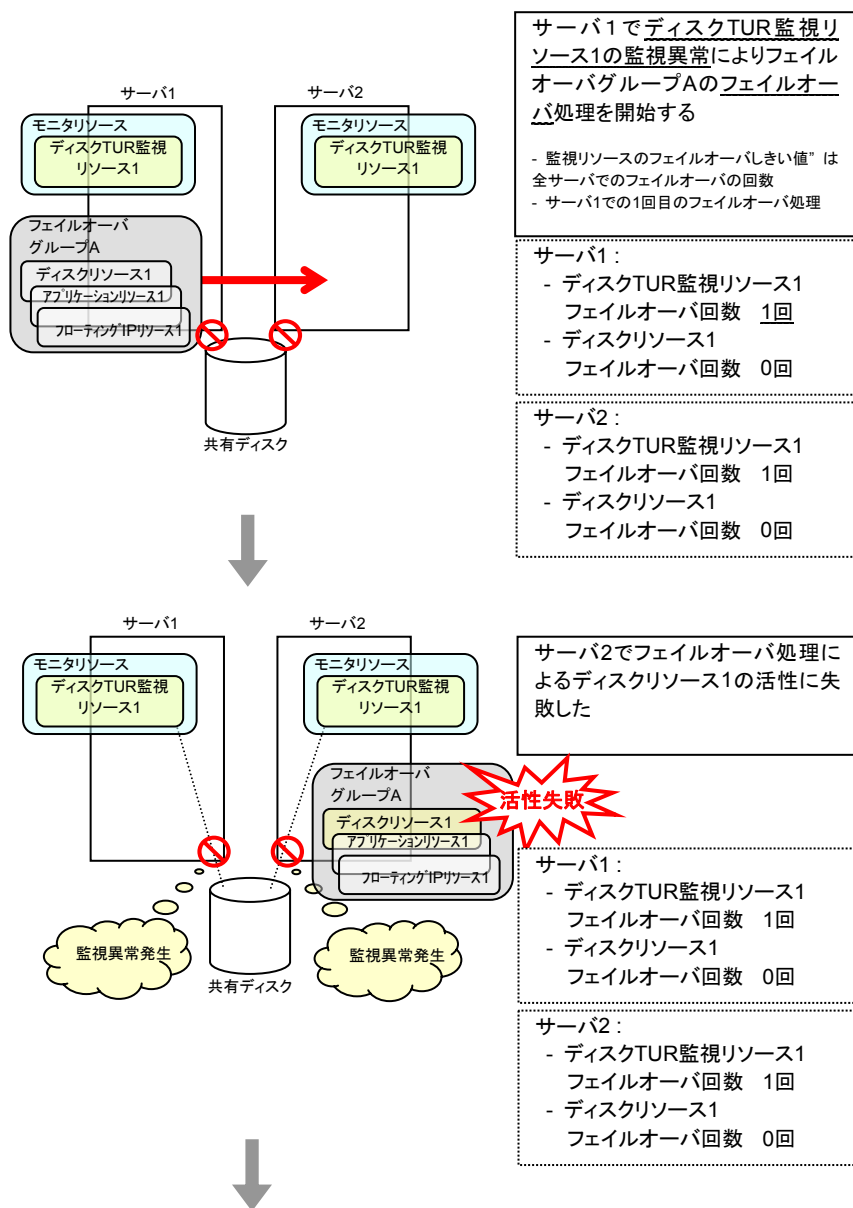 サーバ1
サーバ2
モニタリソース
ディスクTUR監視
リソース1
モニタリソース
ディスクTUR監視
リソース1
フェイルオーバ
グループA
ディスクリソース1
アプリケーションリソース1
フローティングIPリソース1
共有ディスク
サーバ1でディスクTUR監視リ
ソース1の監視異常によりフェイル
オーバグループAのフェイルオー
バ処理を開始する
- 監視リソースのフェイルオーバしきい値” は
全サーバでのフェイルオーバの回数
- サーバ1での1回目のフェイルオーバ処理
サーバ1 :
- ディスクTUR監視リソース1
フェイルオーバ回数 1回
- ディスクリソース1
フェイルオーバ回数 0回
サーバ2 :
- ディスクTUR監視リソース1
フェイルオーバ回数 1回
- ディスクリソース1
フェイルオーバ回数 0回
サーバ1
サーバ2
モニタリソース
ディスクTUR監視
リソース1
モニタリソース
ディスクTUR監視
リソース1
フェイルオーバ
グループA
ディスクリソース1
アプリケーションリソース1
フローティングIPリソース1
活性失敗
監視異常発生
監視異常発生
共有ディスク
サーバ2でフェイルオーバ処理に
よるディスクリソース1の活性に失
敗した
サーバ1 :
- ディスクTUR監視リソース1
フェイルオーバ回数 1回
- ディスクリソース1
フェイルオーバ回数 0回
サーバ2 :
- ディスクTUR監視リソース1
フェイルオーバ回数 1回
- ディスクリソース1
フェイルオーバ回数 0回